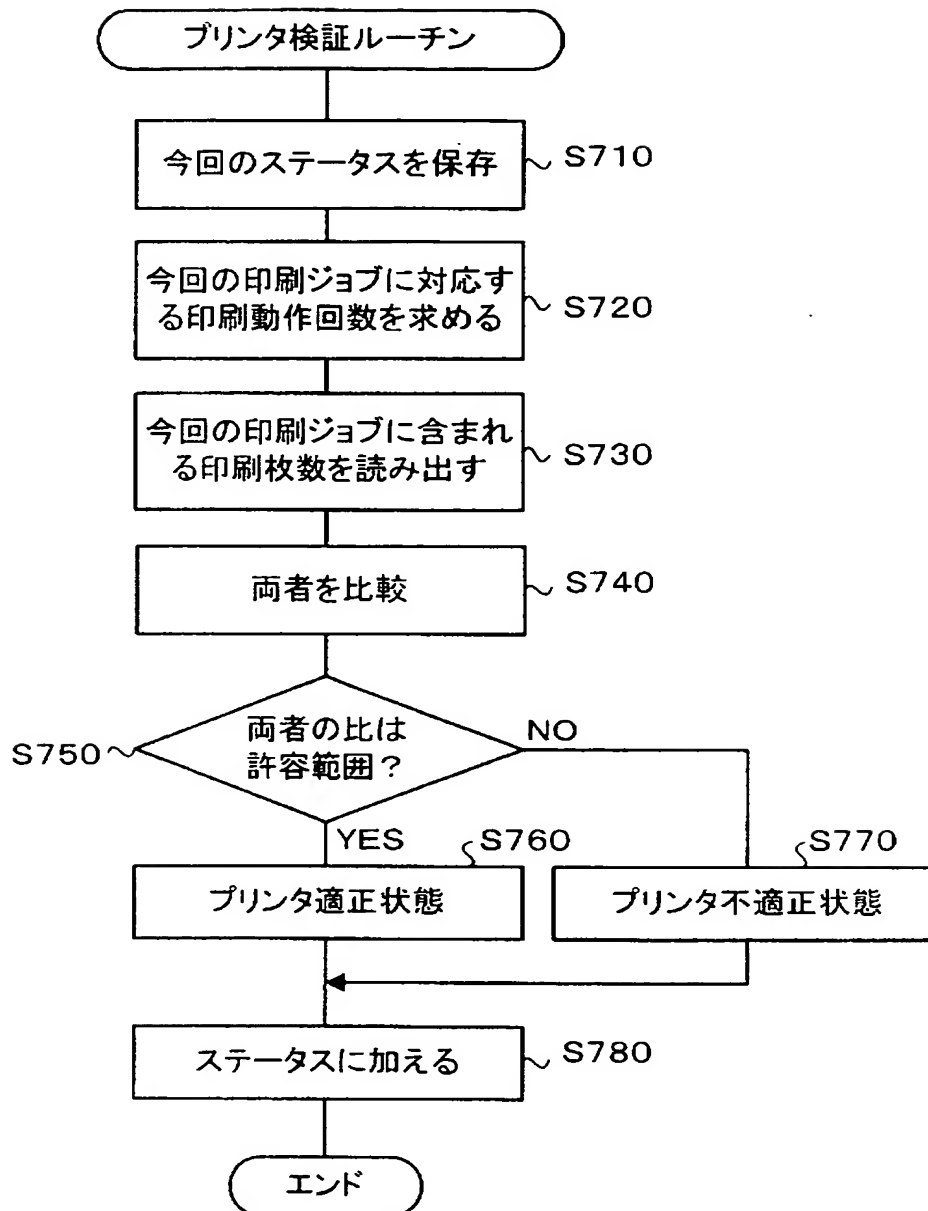 プリンタ検証ルーチン
今回のステータスを保存
S710
今回の印刷ジョブに対応す
る印刷動作回数を求める
S720
今回の印刷ジョブに含まれ
る印刷枚数を読み出す
S730
両者を比較
S740
両者の比は
許容範囲？
S750
NO
YES
S760
プリンタ適正状態
S770
プリンタ不適正状態
ステータスに加える
S780
エンド